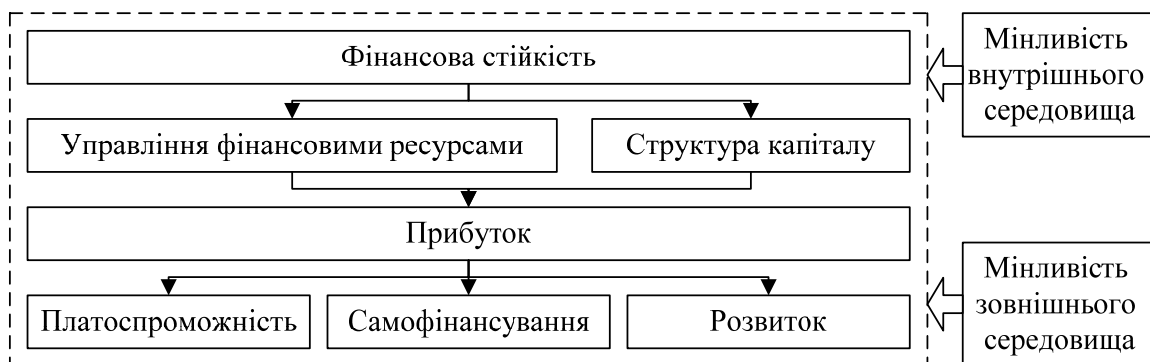 Фінансова стійкість
Управління фінансовими ресурсами
Структура капіталу
Прибуток
Платоспроможність
Самофінансування
Розвиток
Мінливість
внутрішнього
середовища
Мінливість
зовнішнього
середовища